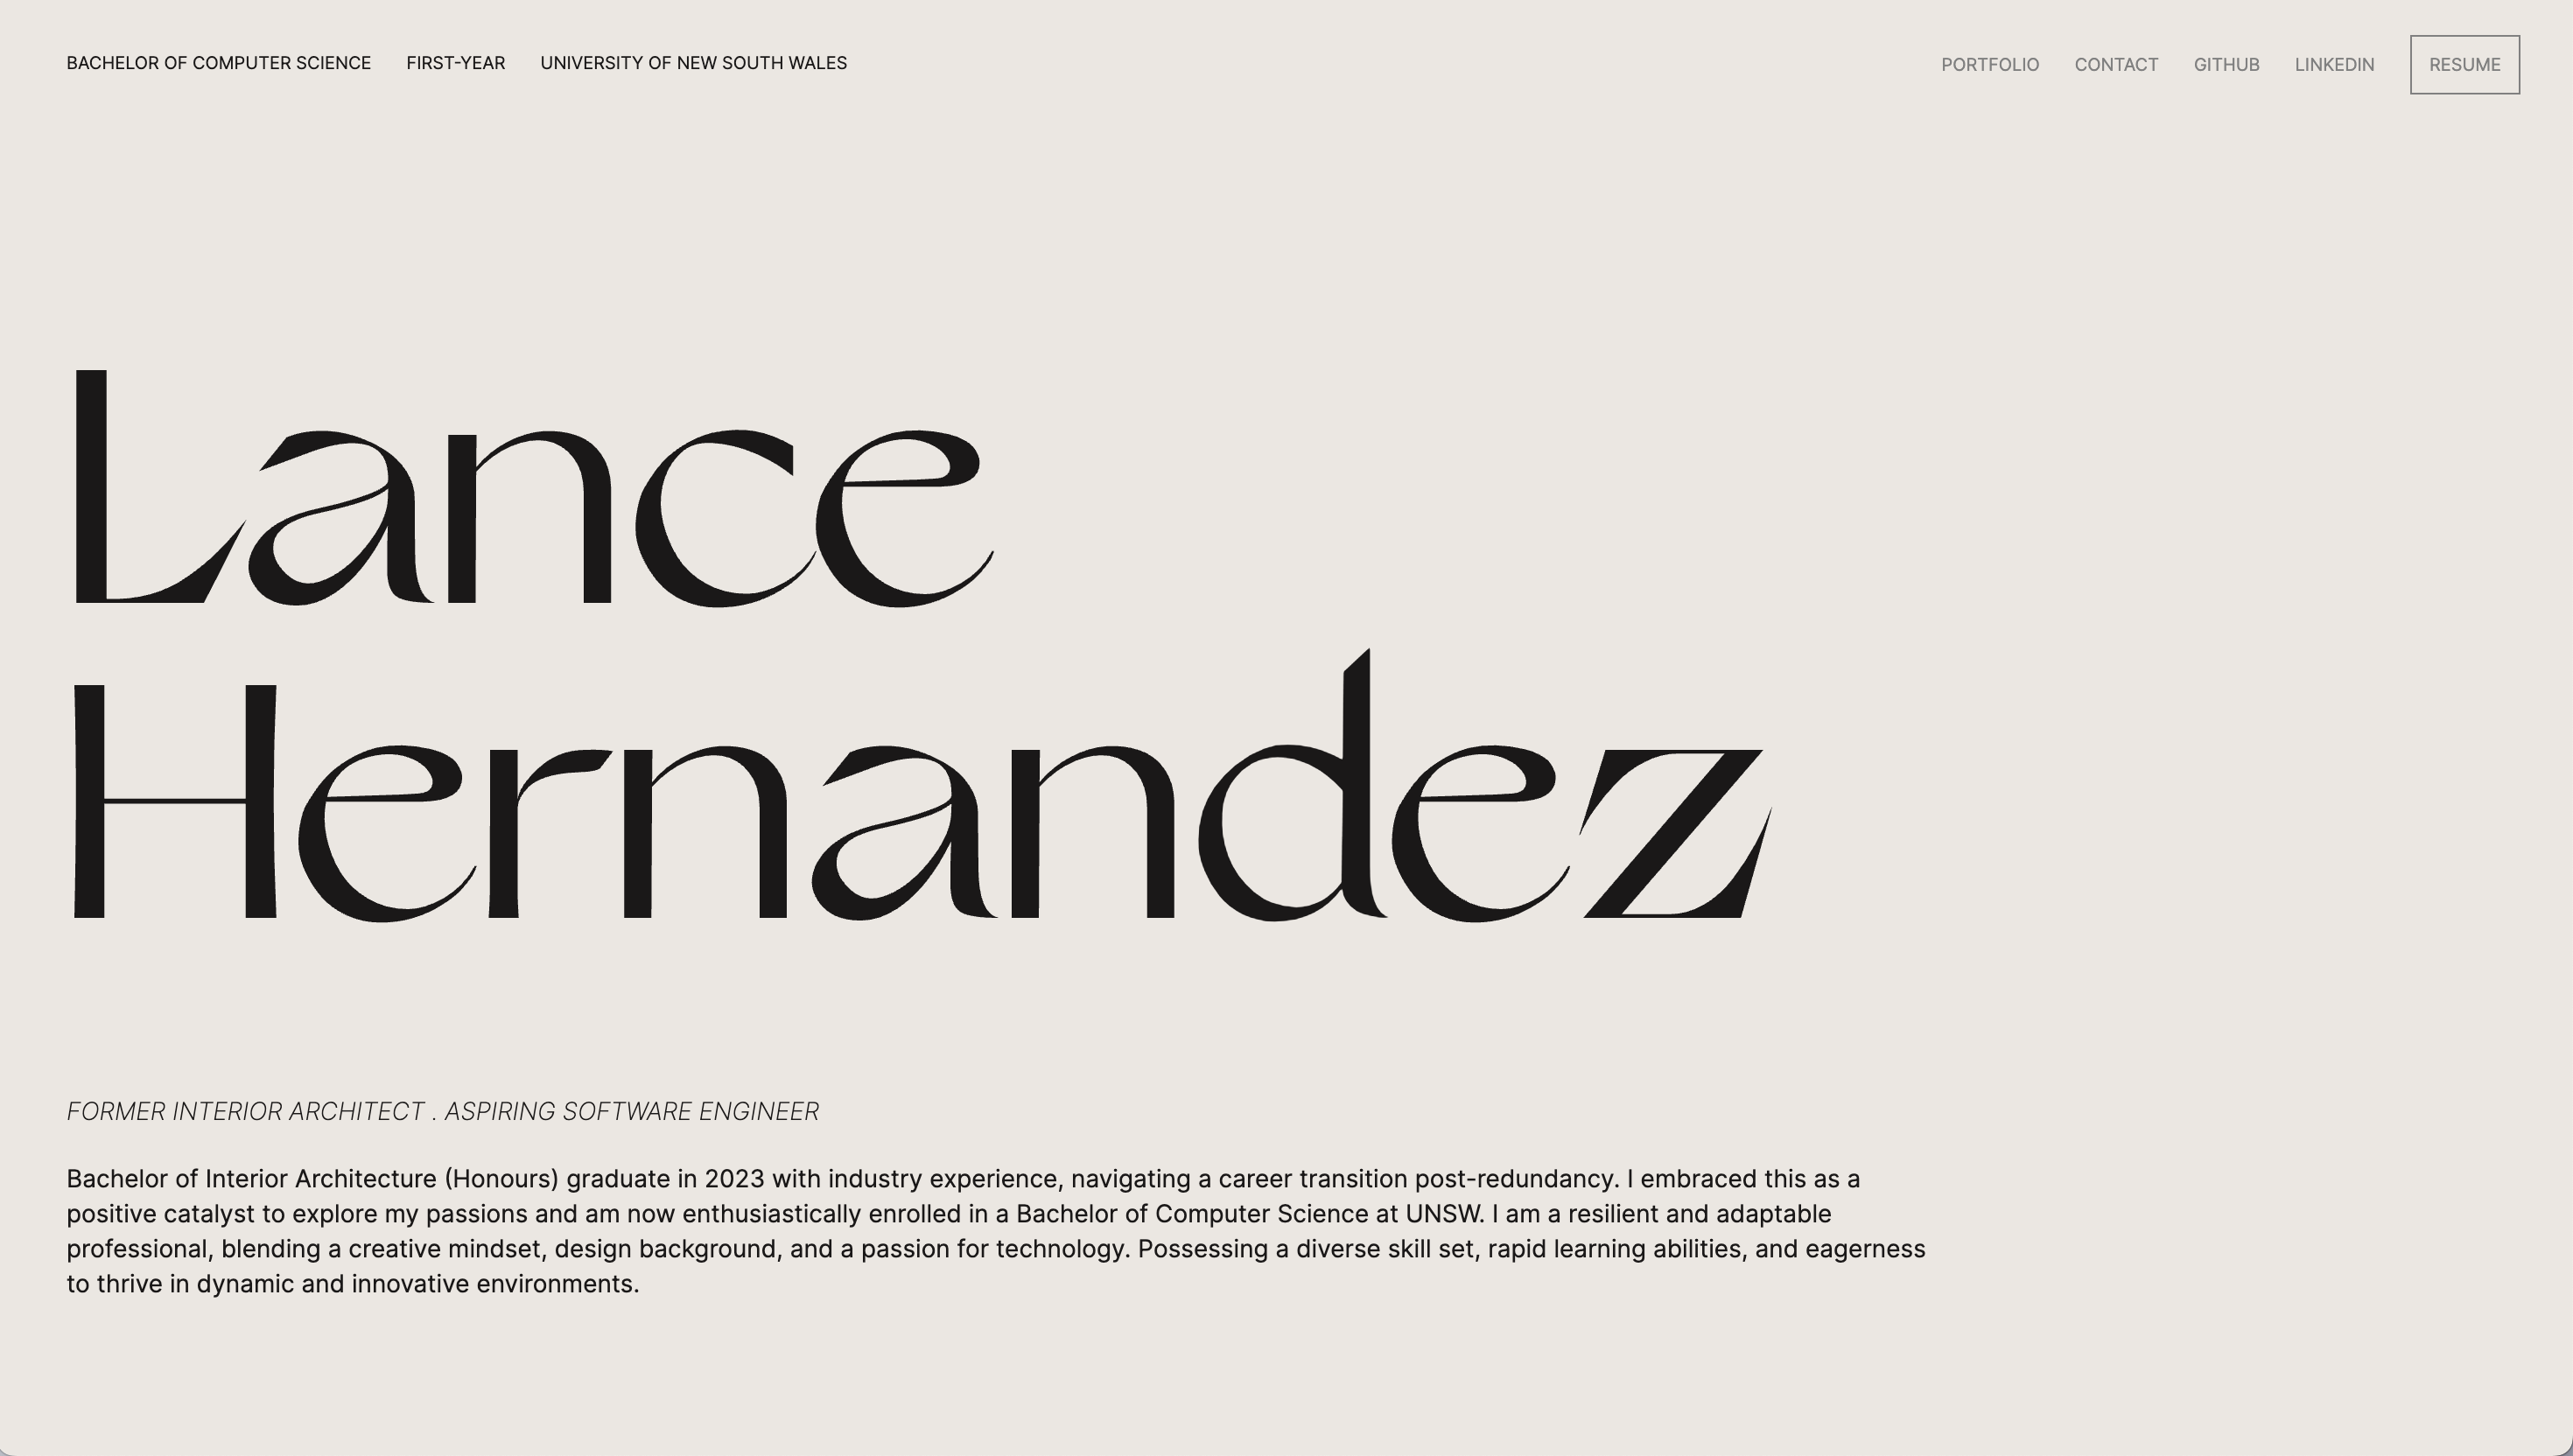 BACHELOR OF COMPUTER SCIENCE FIRST-YEAR UNIVERSITY OF NEW SOUTH WALES PORTFOLIO CONTACT GITHUB LINKEDIN RESUME
Lance
Hernandez
FORMER INTERIOR ARCHITECT . ASPIRING SOFTWARE ENGINEER
Bachelor of Interior Architecture (Honours) graduate in 2023 with industry experience, navigating a career transition post-redundancy. I embraced this as a
positive catalyst to explore my passions and am now enthusiastically enrolled in a Bachelor of Computer Science at UNSW. I am a resilient and adaptable
professional, blending a creative mindset, design background, and a passion for technology. Possessing a diverse skill set, rapid learning abilities, and eagerness
to thrive in dynamic and innovative environments.